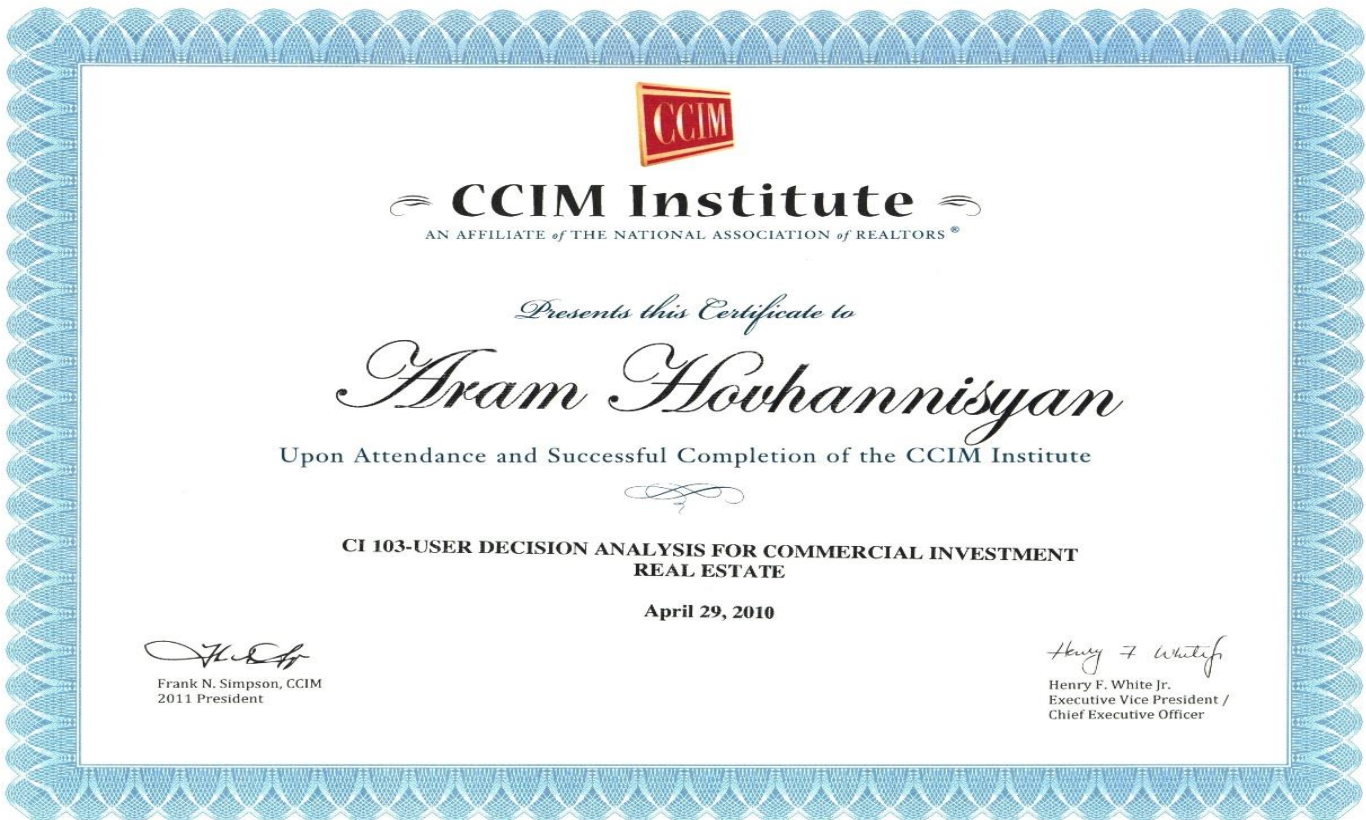 CCIM
CCIM Institute
AN AFFILIATE of THE NATIONAL ASSOCIATION of REALTORS ®
Presents this Certificate to
Aram Hovhannisyan
Upon Attendance and Successful Completion of the CCIM Institute
CI 103-USER DECISION ANALYSIS FOR COMMERCIAL INVESTMENT
REAL ESTATE
April 29, 2010
Frank N. Simpson, CCIM
2011 President
Henry F White Jr
Henry F. White Jr.
Executive Vice President /
Chief Executive Officer